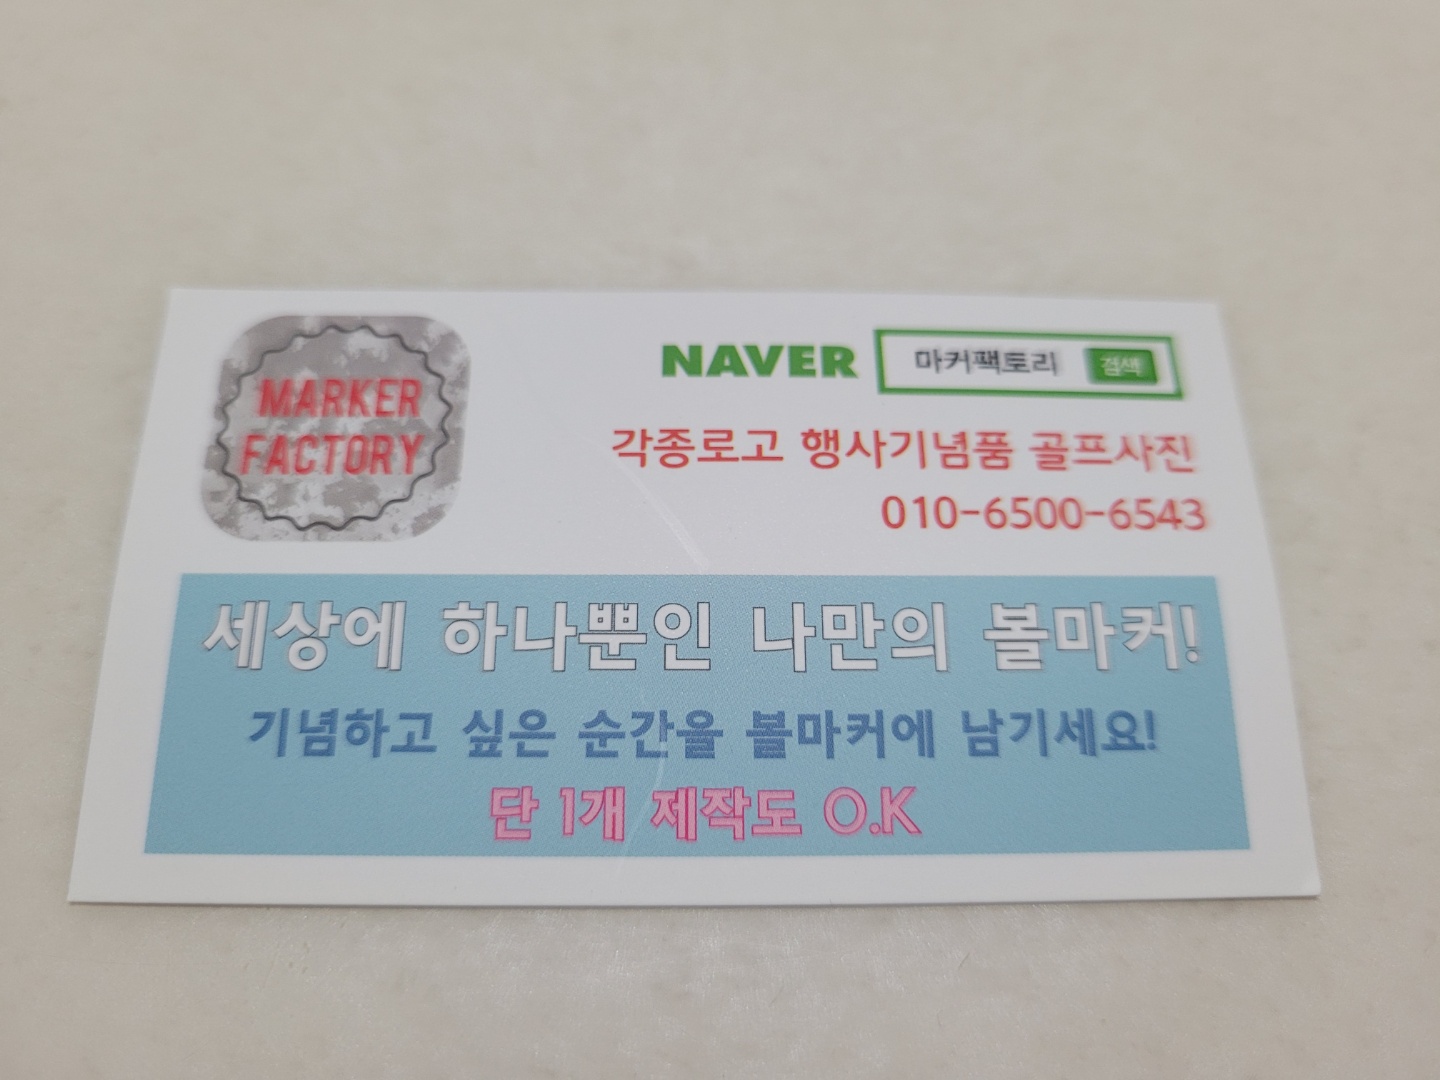 MARKER
FACTORY
NAVER 마커팩토리 검색
각종로고 행사기념품 골프사진
010-6500-6543
세상에 하나뿐인 나만의 볼마커!
기념하고 싶은 순간을 볼마커에 남기세요!
단 1개 제작도 O.K